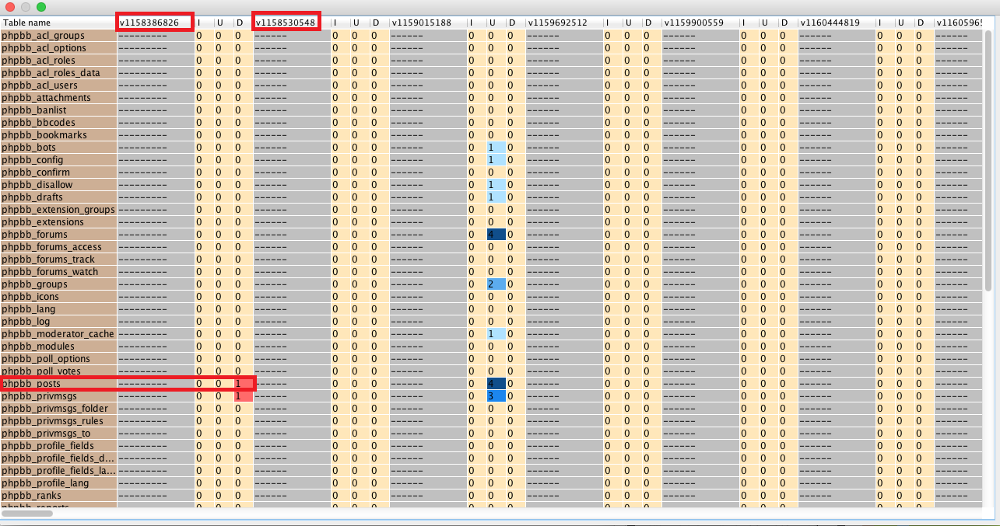 Table name v1158386826 I U D v1158530548 I U D v1159015188 I U D v1159692512 I U D v1159900559 I U D v1160444819 I U D v1160596
phpbb_acl_groups --------- 0 0 0 ------ 0 0 0 ------ 0 0 0 ------ 0 0 0 ------ 0 0 0 ------ 0 0 0 ------
phpbb_acl_options --------- 0 0 0 ------ 0 0 0 ------ 0 0 0 ------ 0 0 0 ------ 0 0 0 ------ 0 0 0 ------
phpbb_acl_roles --------- 0 0 0 ------ 0 0 0 ------ 0 0 0 ------ 0 0 0 ------ 0 0 0 ------ 0 0 0 ------
phpbb_acl_roles_data --------- 0 0 0 ------ 0 0 0 ------ 0 0 0 ------ 0 0 0 ------ 0 0 0 ------ 0 0 0 ------
phpbb_acl_users --------- 0 0 0 ------ 0 0 0 ------ 0 0 0 ------ 0 0 0 ------ 0 0 0 ------ 0 0 0 ------
phpbb_attachments --------- 0 0 0 ------ 0 0 0 ------ 0 0 0 ------ 0 0 0 ------ 0 0 0 ------ 0 0 0 ------
phpbb_banlist --------- 0 0 0 ------ 0 0 0 ------ 0 0 0 ------ 0 0 0 ------ 0 0 0 ------ 0 0 0 ------
phpbb_bbcodes --------- 0 0 0 ------ 0 0 0 ------ 0 0 0 ------ 0 0 0 ------ 0 0 0 ------ 0 0 0 ------
phpbb_bookmarks --------- 0 0 0 ------ 0 0 0 ------ 0 0 0 ------ 0 0 0 ------ 0 0 0 ------ 0 0 0 ------
phpbb_bots --------- 0 0 0 ------ 0 0 0 ------ 0 1 0 ------ 0 0 0 ------ 0 0 0 ------ 0 0 0 ------
phpbb_config --------- 0 0 0 ------ 0 0 0 ------ 0 1 0 ------ 0 0 0 ------ 0 0 0 ------ 0 0 0 ------
phpbb_confirm --------- 0 0 0 ------ 0 0 0 ------ 0 0 0 ------ 0 0 0 ------ 0 0 0 ------ 0 0 0 ------
phpbb_disallow --------- 0 0 0 ------ 0 0 0 ------ 0 1 0 ------ 0 0 0 ------ 0 0 0 ------ 0 0 0 ------
phpbb_drafts --------- 0 0 0 ------ 0 0 0 ------ 0 1 0 ------ 0 0 0 ------ 0 0 0 ------ 0 0 0 ------
phpbb_extension_groups --------- 0 0 0 ------ 0 0 0 ------ 0 0 0 ------ 0 0 0 ------ 0 0 0 ------ 0 0 0 ------
phpbb_extensions --------- 0 0 0 ------ 0 0 0 ------ 0 0 0 ------ 0 0 0 ------ 0 0 0 ------ 0 0 0 ------
phpbb_forums --------- 0 0 0 ------ 0 0 0 ------ 0 4 0 ------ 0 0 0 ------ 0 0 0 ------ 0 0 0 ------
phpbb_forums_access --------- 0 0 0 ------ 0 0 0 ------ 0 0 0 ------ 0 0 0 ------ 0 0 0 ------ 0 0 0 ------
phpbb_forums_track --------- 0 0 0 ------ 0 0 0 ------ 0 0 0 ------ 0 0 0 ------ 0 0 0 ------ 0 0 0 ------
phpbb_forums_watch --------- 0 0 0 ------ 0 0 0 ------ 0 0 0 ------ 0 0 0 ------ 0 0 0 ------ 0 0 0 ------
phpbb_groups --------- 0 0 0 ------ 0 0 0 ------ 0 2 0 ------ 0 0 0 ------ 0 0 0 ------ 0 0 0 ------
phpbb_icons --------- 0 0 0 ------ 0 0 0 ------ 0 0 0 ------ 0 0 0 ------ 0 0 0 ------ 0 0 0 ------
phpbb_lang --------- 0 0 0 ------ 0 0 0 ------ 0 0 0 ------ 0 0 0 ------ 0 0 0 ------ 0 0 0 ------
phpbb_log --------- 0 0 0 ------ 0 0 0 ------ 0 0 0 ------ 0 0 0 ------ 0 0 0 ------ 0 0 0 ------
phpbb_moderator_cache --------- 0 0 0 ------ 0 0 0 ------ 0 1 0 ------ 0 0 0 ------ 0 0 0 ------ 0 0 0 ------
phpbb_modules --------- 0 0 0 ------ 0 0 0 ------ 0 0 0 ------ 0 0 0 ------ 0 0 0 ------ 0 0 0 ------
phpbb_poll_options --------- 0 0 0 ------ 0 0 0 ------ 0 0 0 ------ 0 0 0 ------ 0 0 0 ------ 0 0 0 ------
phpbb_poll_votes --------- 0 0 0 ------ 0 0 0 ------ 0 0 0 ------ 0 0 0 ------ 0 0 0 ------ 0 0 0 ------
phpbb_posts --------- 0 0 1 ------ 0 0 0 ------ 0 4 0 ------ 0 0 0 ------ 0 0 0 ------ 0 0 0 ------
phpbb_privmsgs --------- 0 0 1 ------ 0 0 0 ------ 0 3 0 ------ 0 0 0 ------ 0 0 0 ------ 0 0 0 ------
phpbb_privmsgs_folder --------- 0 0 0 ------ 0 0 0 ------ 0 0 0 ------ 0 0 0 ------ 0 0 0 ------ 0 0 0 ------
phpbb_privmsgs_rules --------- 0 0 0 ------ 0 0 0 ------ 0 0 0 ------ 0 0 0 ------ 0 0 0 ------ 0 0 0 ------
phpbb_privmsgs_to --------- 0 0 0 ------ 0 0 0 ------ 0 0 0 ------ 0 0 0 ------ 0 0 0 ------ 0 0 0 ------
phpbb_profile_fields --------- 0 0 0 ------ 0 0 0 ------ 0 0 0 ------ 0 0 0 ------ 0 0 0 ------ 0 0 0 ------
phpbb_profile_fields_d... --------- 0 0 0 ------ 0 0 0 ------ 0 0 0 ------ 0 0 0 ------ 0 0 0 ------ 0 0 0 ------
phpbb_profile_fields_la... --------- 0 0 0 ------ 0 0 0 ------ 0 0 0 ------ 0 0 0 ------ 0 0 0 ------ 0 0 0 ------
phpbb_profile_lang --------- 0 0 0 ------ 0 0 0 ------ 0 0 0 ------ 0 0 0 ------ 0 0 0 ------ 0 0 0 ------
phpbb_ranks --------- 0 0 0 ------ 0 0 0 ------ 0 0 0 ------ 0 0 0 ------ 0 0 0 ------ 0 0 0 ------